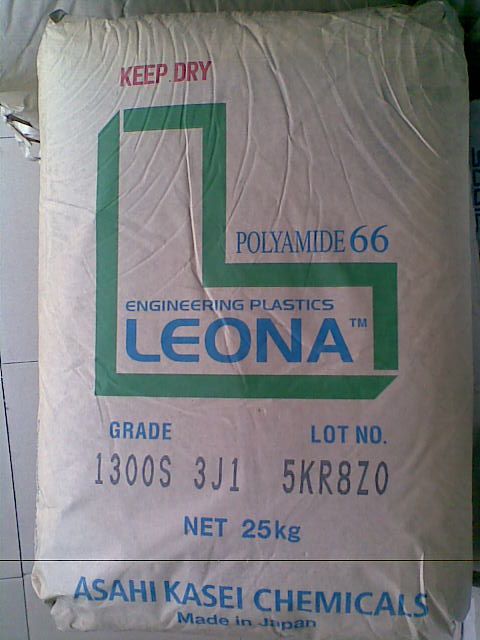 KEEP DRY
POLYAMIDE 66
ENGINEERING PLASTICS
LEONA™
GRADE LOT NO.
1300S 3J1 5KR8Z0
NET 25kg
ASAHI KASEI CHEMICALS
Made in Japan